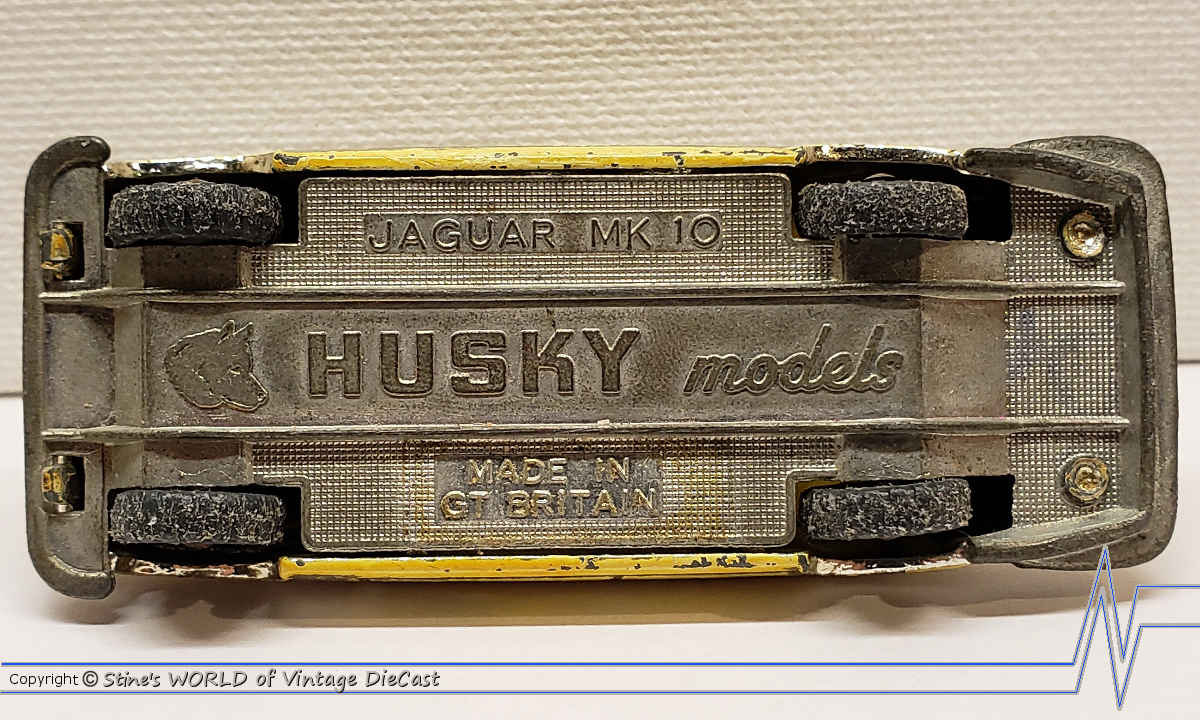 JAGUAR MK 10
HUSKY models
MADE IN
GT BRITAIN
Copyright © Stine's WORLD of Vintage DieCast